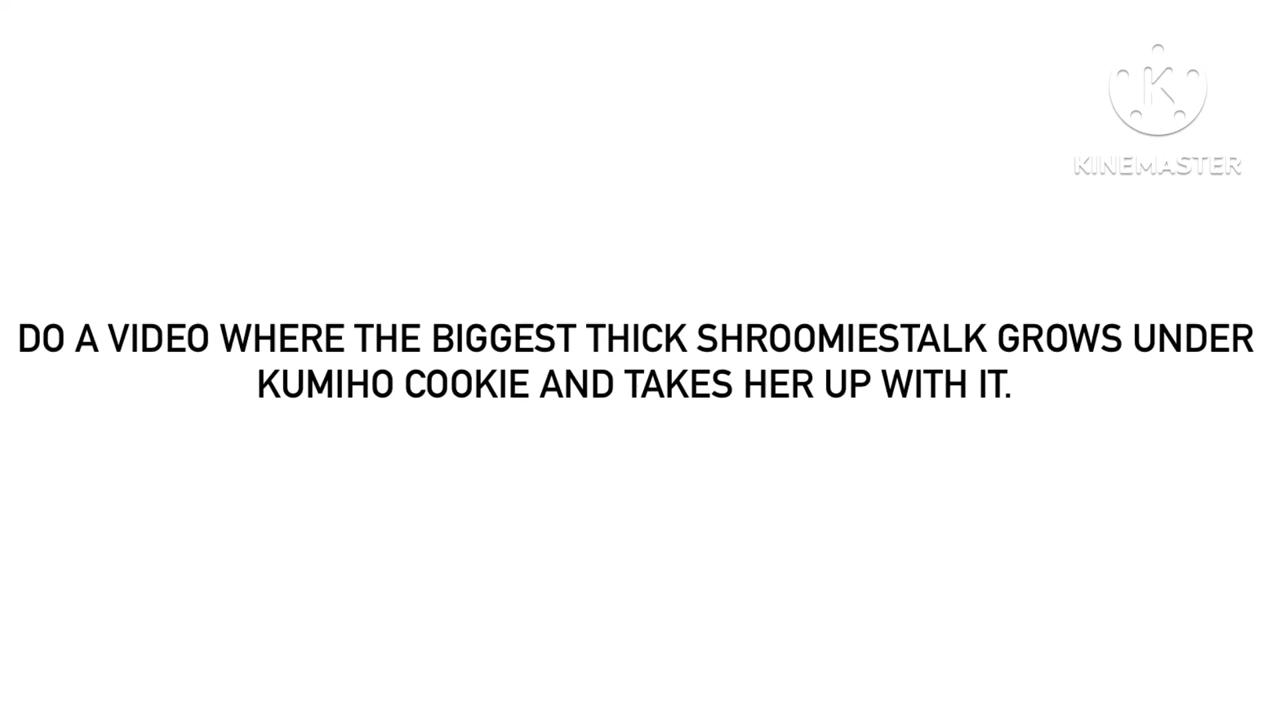 KINEMASTER
DO A VIDEO WHERE THE BIGGEST THICK SHROOMIESTALK GROWS UNDER
KUMIHO COOKIE AND TAKES HER UP WITH IT.